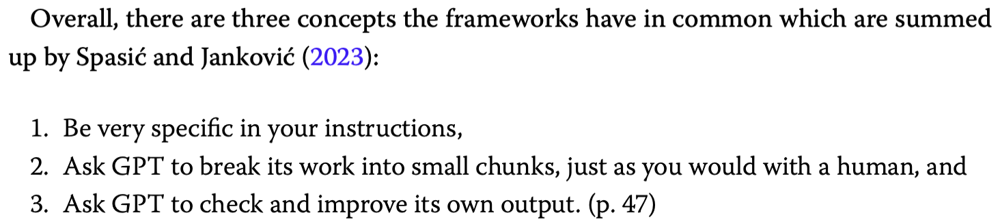 Overall, there are three concepts the frameworks have in common which are summed
up by Spasić and Janković (2023):
1. Be very specific in your instructions,
2. Ask GPT to break its work into small chunks, just as you would with a human, and
3. Ask GPT to check and improve its own output. (p. 47)